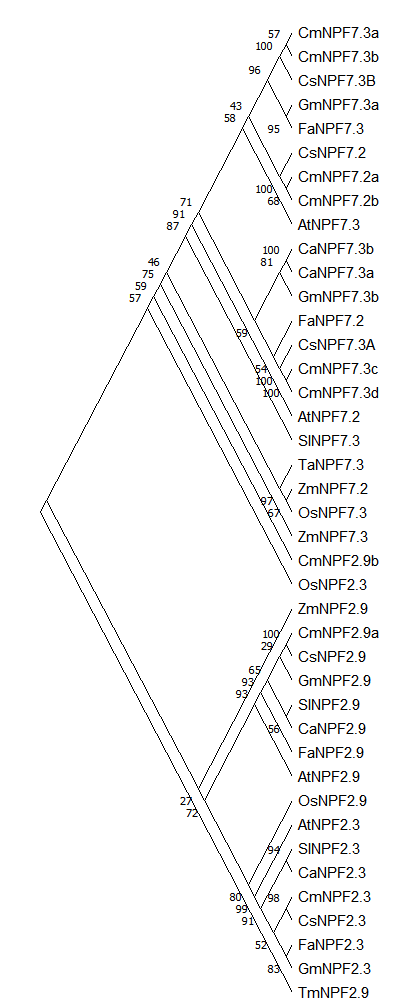 57 CmNPF7.3a
100 CmNPF7.3b
96 CsNPF7.3B
43 GmNPF7.3a
58 95 FaNPF7.3
CsNPF7.2
CmNPF7.2a
100
68 CmNPF7.2b
71
91
87 AtNPF7.3
100 CaNPF7.3b
46 81 CaNPF7.3a
75
59
57 GmNPF7.3b
59 FaNPF7.2
CsNPF7.3A
54 CmNPF7.3c
100
100 CmNPF7.3d
AtNPF7.2
SlNPF7.3
TaNPF7.3
ZmNPF7.2
97
67 OsNPF7.3
ZmNPF7.3
CmNPF2.9b
OsNPF2.3
ZmNPF2.9
100 CmNPF2.9a
29 CsNPF2.9
65
93 GmNPF2.9
93 SlNPF2.9
56 CaNPF2.9
FaNPF2.9
AtNPF2.9
27 OsNPF2.9
72 AtNPF2.3
94 SlNPF2.3
CaNPF2.3
80 98 CmNPF2.3
99
91 CsNPF2.3
52 FaNPF2.3
83 GmNPF2.3
TmNPF2.9